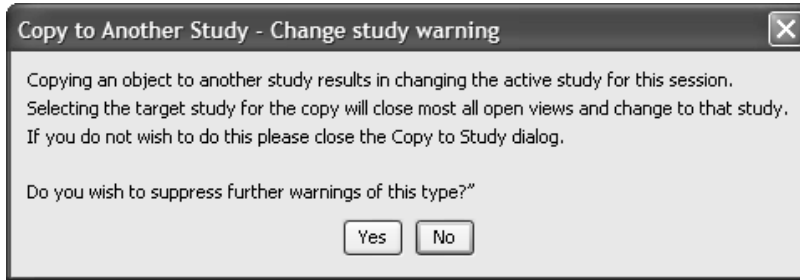 Copy to Another Study - Change study warning
Copying an object to another study results in changing the active study for this session.
Selecting the target study for the copy will close most all open views and change to that study.
If you do not wish to do this please close the Copy to Study dialog.
Do you wish to suppress further warnings of this type?”
Yes No